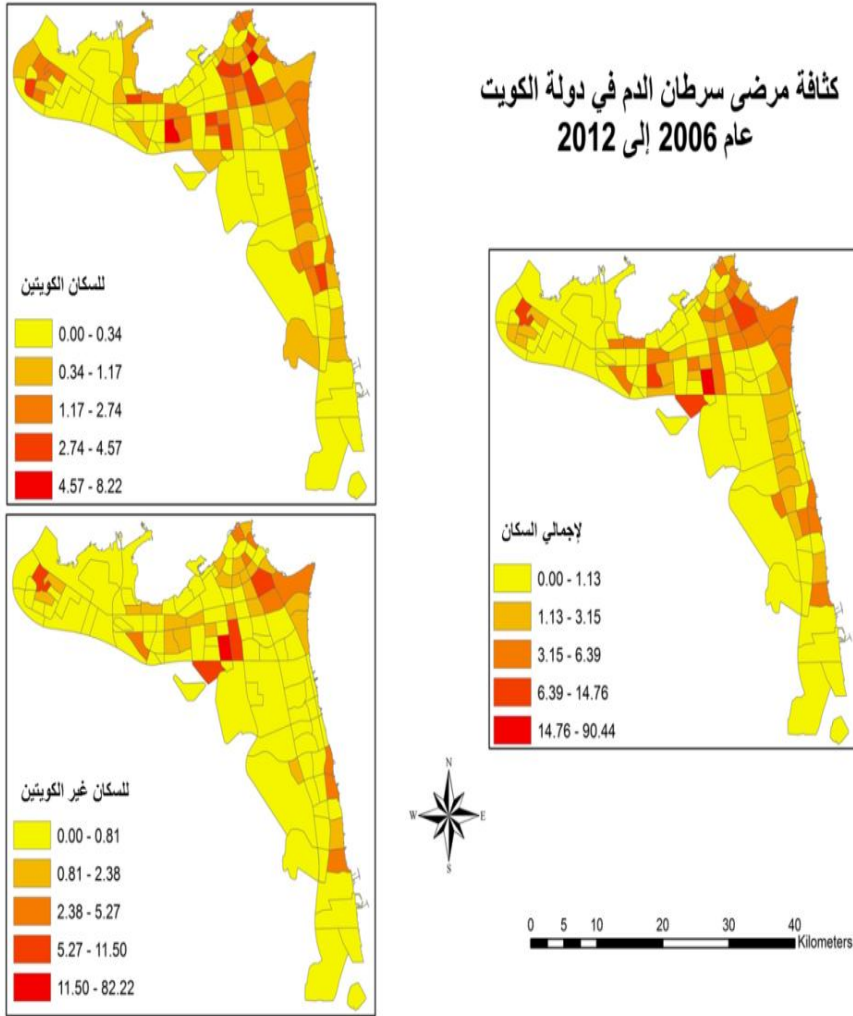 كثافة مرضى سرطان الدم في دولة الكويت
عام 2006 إلى 2012
للسكان الكويتين
0.00 - 0.34
0.34 - 1.17
1.17 - 2.74
2.74 - 4.57
4.57 - 8.22
لإجمالي السكان
0.00 - 1.13
1.13 - 3.15
3.15 - 6.39
6.39 - 14.76
14.76 - 90.44
للسكان غير الكويتين
0.00 - 0.81
0.81 - 2.38
2.38 - 5.27
5.27 - 11.50
11.50 - 82.22
N
W E
S
0 5 10 20 30 40
Kilometers